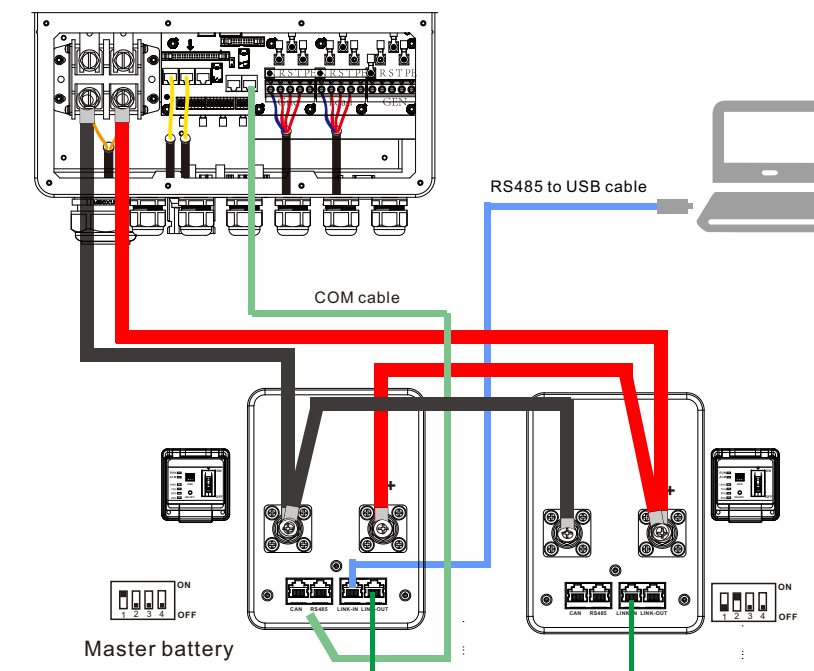 R S T PE R S T PE R S T PE
GEN
RS485 to USB cable
COM cable
+
+
ON
OFF
1 2 3 4
CAN RS485 LINK-IN LINK-OUT
CAN RS485 LINK-IN LINK-OUT
ON
OFF
1 2 3 4
Master battery